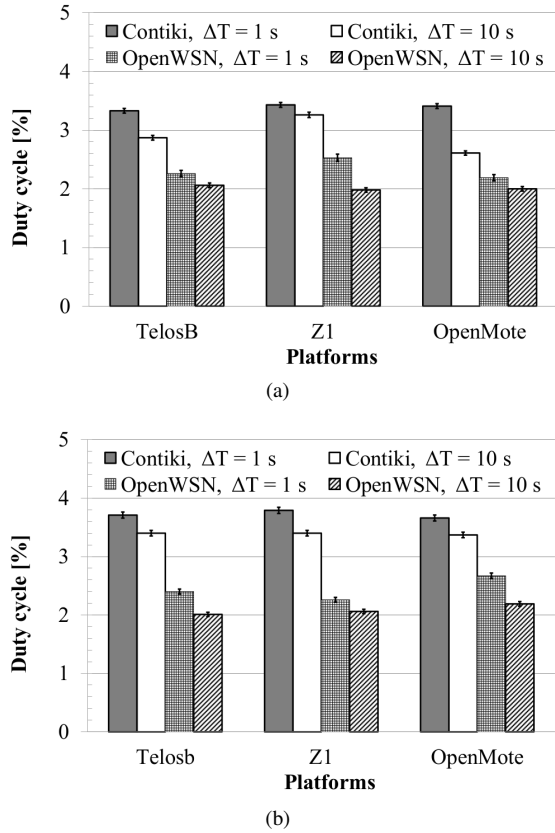 5
Contiki, ΔT = 1 s Contiki, ΔT = 10 s
OpenWSN, ΔT = 1 s OpenWSN, ΔT = 10 s
4
3
2
1
0
Duty cycle [%]
TelosB Z1 OpenMote
Platforms
(a)
5
Contiki, ΔT = 1 s Contiki, ΔT = 10 s
OpenWSN, ΔT = 1 s OpenWSN, ΔT = 10 s
4
3
2
1
0
Duty cycle [%]
Telosb Z1 OpenMote
Platforms
(b)